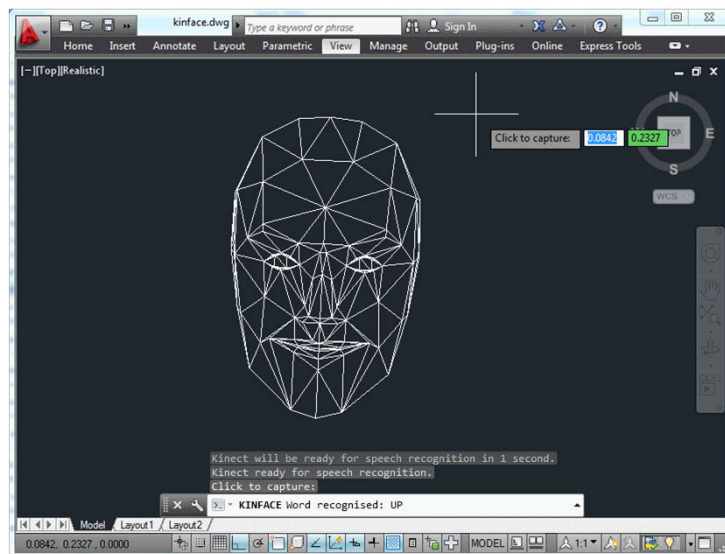 kinface.dwg
Type a keyword or phrase
Sign In
Home Insert Annotate Layout Parametric View Manage Output Plug-ins Online Express Tools
[−][Top][Realistic]
N
Click to capture: 0.0842 0.2327
TOP E
S
WCS
Kinect will be ready for speech recognition in 1 second.
Kinect ready for speech recognition.
Click to capture:
KINFACE Word recognised: UP
Model Layout1 Layout2
0.0842, 0.2327, 0.0000 MODEL 1:1